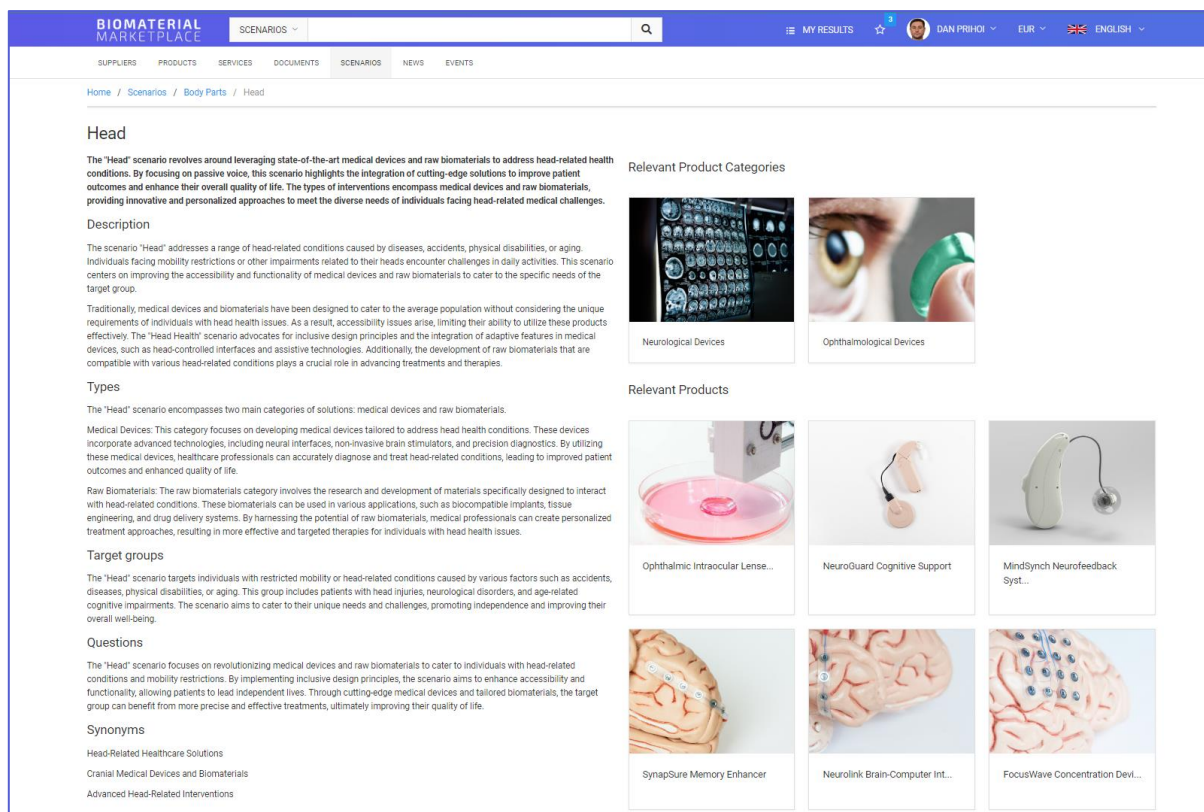 BIOMATERIAL
MARKETPLACE
SCENARIOS
MY RESULTS
3
DAN PRIHOI
EUR
ENGLISH
SUPPLIERS PRODUCTS SERVICES DOCUMENTS SCENARIOS NEWS EVENTS
Home / Scenarios / Body Parts / Head
Head
The "Head" scenario revolves around leveraging state-of-the-art medical devices and raw biomaterials to address head-related health
conditions. By focusing on passive voice, this scenario highlights the integration of cutting-edge solutions to improve patient
outcomes and enhance their overall quality of life. The types of interventions encompass medical devices and raw biomaterials,
providing innovative and personalized approaches to meet the diverse needs of individuals facing head-related medical challenges.
Description
The scenario "Head" addresses a range of head-related conditions caused by diseases, accidents, physical disabilities, or aging.
Individuals facing mobility restrictions or other impairments related to their heads encounter challenges in daily activities. This scenario
centers on improving the accessibility and functionality of medical devices and raw biomaterials to cater to the specific needs of the
target group.
Traditionally, medical devices and biomaterials have been designed to cater to the average population without considering the unique
requirements of individuals with head health issues. As a result, accessibility issues arise, limiting their ability to utilize these products
effectively. The "Head Health" scenario advocates for inclusive design principles and the integration of adaptive features in medical
devices, such as head-controlled interfaces and assistive technologies. Additionally, the development of raw biomaterials that are
compatible with various head-related conditions plays a crucial role in advancing treatments and therapies.
Types
The "Head" scenario encompasses two main categories of solutions: medical devices and raw biomaterials.
Medical Devices: This category focuses on developing medical devices tailored to address head health conditions. These devices
incorporate advanced technologies, including neural interfaces, non-invasive brain stimulators, and precision diagnostics. By utilizing
these medical devices, healthcare professionals can accurately diagnose and treat head-related conditions, leading to improved patient
outcomes and enhanced quality of life.
Raw Biomaterials: The raw biomaterials category involves the research and development of materials specifically designed to interact
with head-related conditions. These biomaterials can be used in various applications, such as biocompatible implants, tissue
engineering, and drug delivery systems. By harnessing the potential of raw biomaterials, medical professionals can create personalized
treatment approaches, resulting in more effective and targeted therapies for individuals with head health issues.
Target groups
The "Head" scenario targets individuals with restricted mobility or head-related conditions caused by various factors such as accidents,
diseases, physical disabilities, or aging. This group includes patients with head injuries, neurological disorders, and age-related
cognitive impairments. The scenario aims to cater to their unique needs and challenges, promoting independence and improving their
overall well-being.
Questions
The "Head" scenario focuses on revolutionizing medical devices and raw biomaterials to cater to individuals with head-related
conditions and mobility restrictions. By implementing inclusive design principles, the scenario aims to enhance accessibility and
functionality, allowing patients to lead independent lives. Through cutting-edge medical devices and tailored biomaterials, the target
group can benefit from more precise and effective treatments, ultimately improving their quality of life.
Synonyms
Head-Related Healthcare Solutions
Cranial Medical Devices and Biomaterials
Advanced Head-Related Interventions
Relevant Product Categories
Neurological Devices
Ophthalmological Devices
Relevant Products
Ophthalmic Intraocular Lense...
NeuroGuard Cognitive Support
MindSynch Neurofeedback
Syst...
SynapSure Memory Enhancer
Neurolink Brain-Computer Int...
FocusWave Concentration Devi...